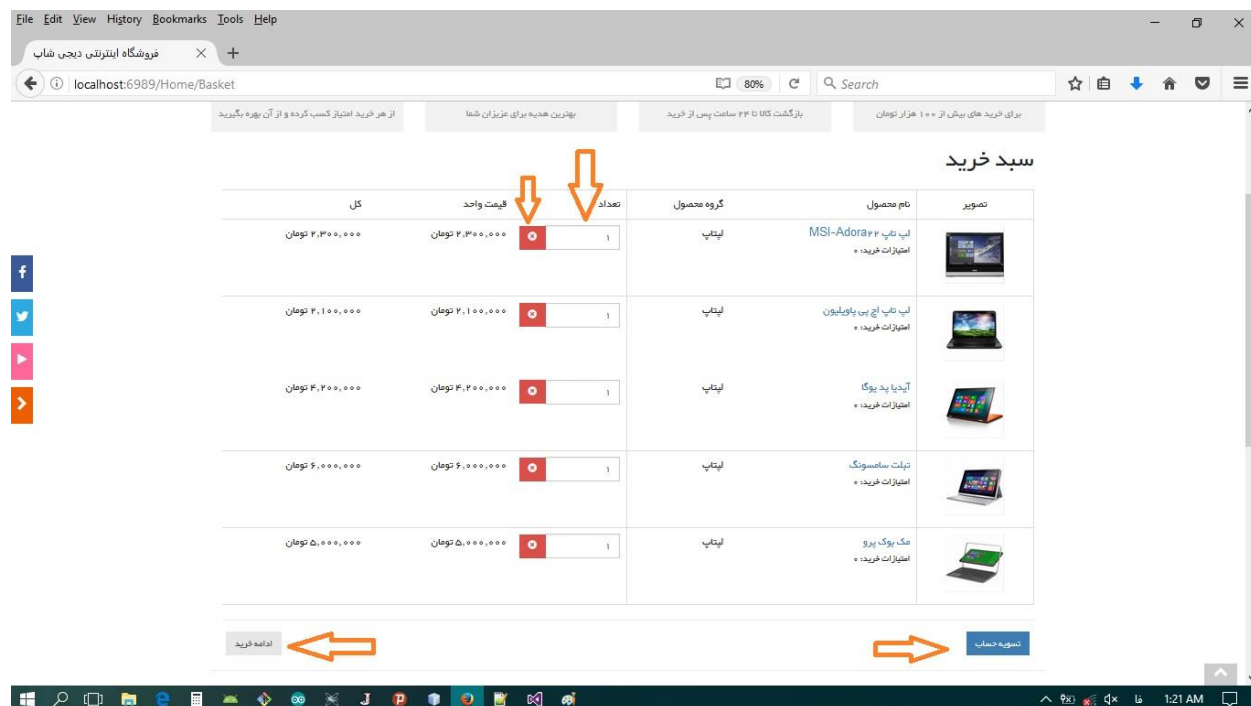 File Edit View History Bookmarks Tools Help
فروشگاه اینترنتی دیجی شاپ
localhost:6989/Home/Basket
80%
Search
برای خرید های بیش از ۱۰۰ هزار تومان
بازگشت کالا تا ۲۴ ساعت پس از خرید
بهترین هدیه برای عزیزان شما
از هر خرید امتیاز کسب کرده و از آن بهره بگیرید
سبد خرید
تصویر نام محصول گروه محصول تعداد قیمت واحد کل
لپ تاپ MSI-Adora۲۲ لپتاپ ۱ ۲,۳۰۰,۰۰۰ تومان ۲,۳۰۰,۰۰۰ تومان
امتیازات خرید: ۰
لپ تاپ اچ پی پاویلیون لپتاپ ۱ ۲,۱۰۰,۰۰۰ تومان ۲,۱۰۰,۰۰۰ تومان
امتیازات خرید: ۰
آیدیا پد یوگا لپتاپ ۱ ۴,۲۰۰,۰۰۰ تومان ۴,۲۰۰,۰۰۰ تومان
امتیازات خرید: ۰
تبلت سامسونگ لپتاپ ۱ ۶,۰۰۰,۰۰۰ تومان ۶,۰۰۰,۰۰۰ تومان
امتیازات خرید: ۰
مک بوک پرو لپتاپ ۱ ۵,۰۰۰,۰۰۰ تومان ۵,۰۰۰,۰۰۰ تومان
امتیازات خرید: ۰
تسویه حساب
ادامه خرید
فا 1:21 AM